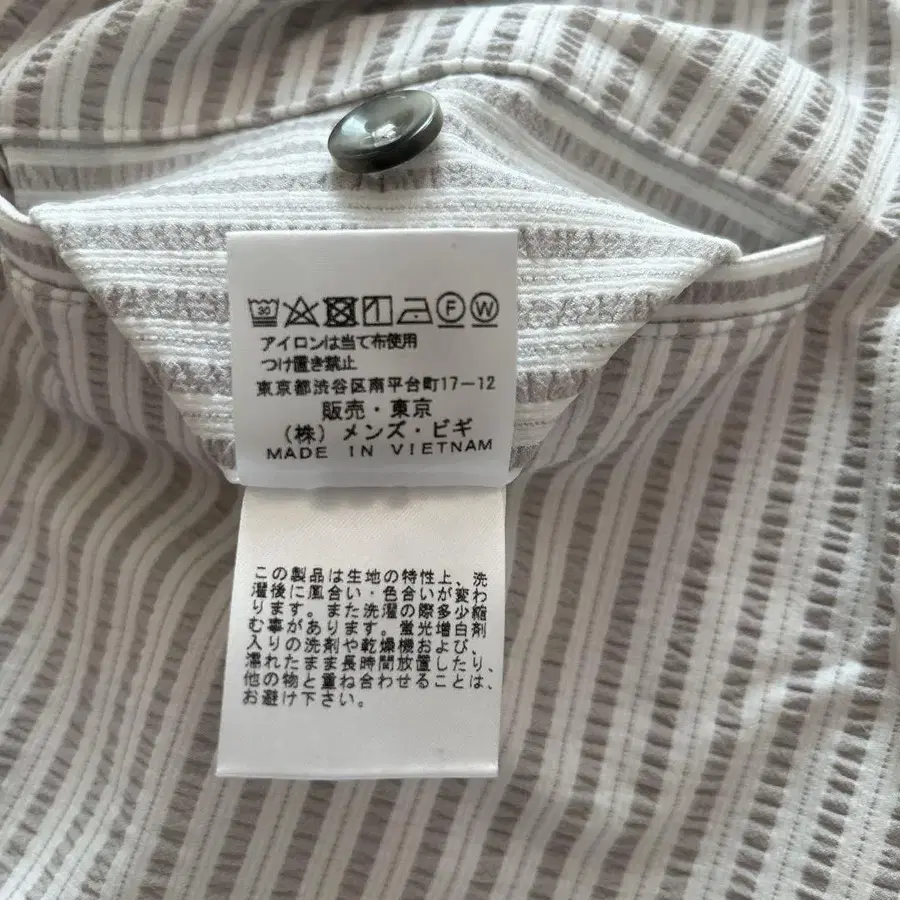 30
F W
アイロンは当て布使用
つけ置き禁止
東京都渋谷区南平台町17-12
販売・東京
(株) メンズ・ビギ
MADE IN VIETNAM
この製品は生地の特性上、洗
濯後に風合い・色合いが変わ
ります。また洗濯の際多少縮
む事があります。蛍光増白剤
入りの洗剤や乾燥機および、
濡れたまま長時間放置したり、
他の物と重ね合わせることは、
お避け下さい。